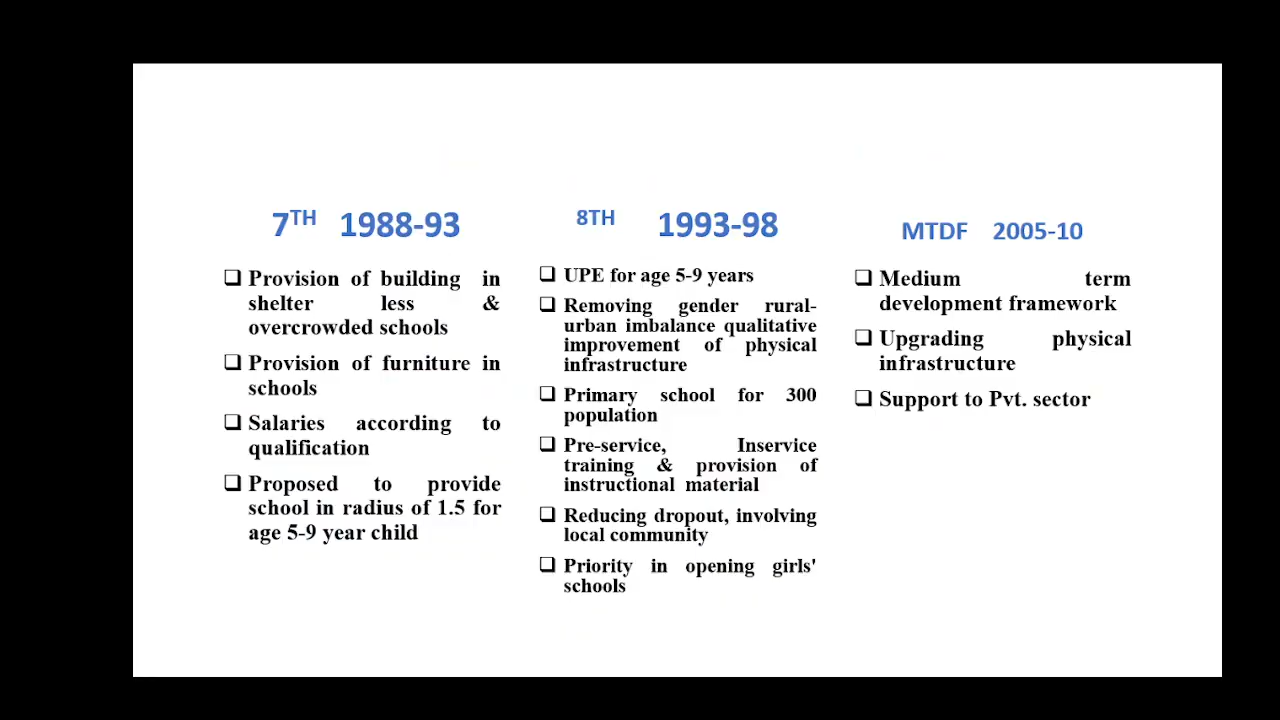 7TH 1988-93
Provision of building in
shelter less &
overcrowded schools
Provision of furniture in
schools
Salaries according to
qualification
Proposed to provide
school in radius of 1.5 for
age 5-9 year child
8TH 1993-98
UPE for age 5-9 years
Removing gender rural-
urban imbalance qualitative
improvement of physical
infrastructure
Primary school for 300
population
Pre-service, Inservice
training & provision of
instructional material
Reducing dropout, involving
local community
Priority in opening girls'
schools
MTDF 2005-10
Medium term
development framework
Upgrading physical
infrastructure
Support to Pvt. sector